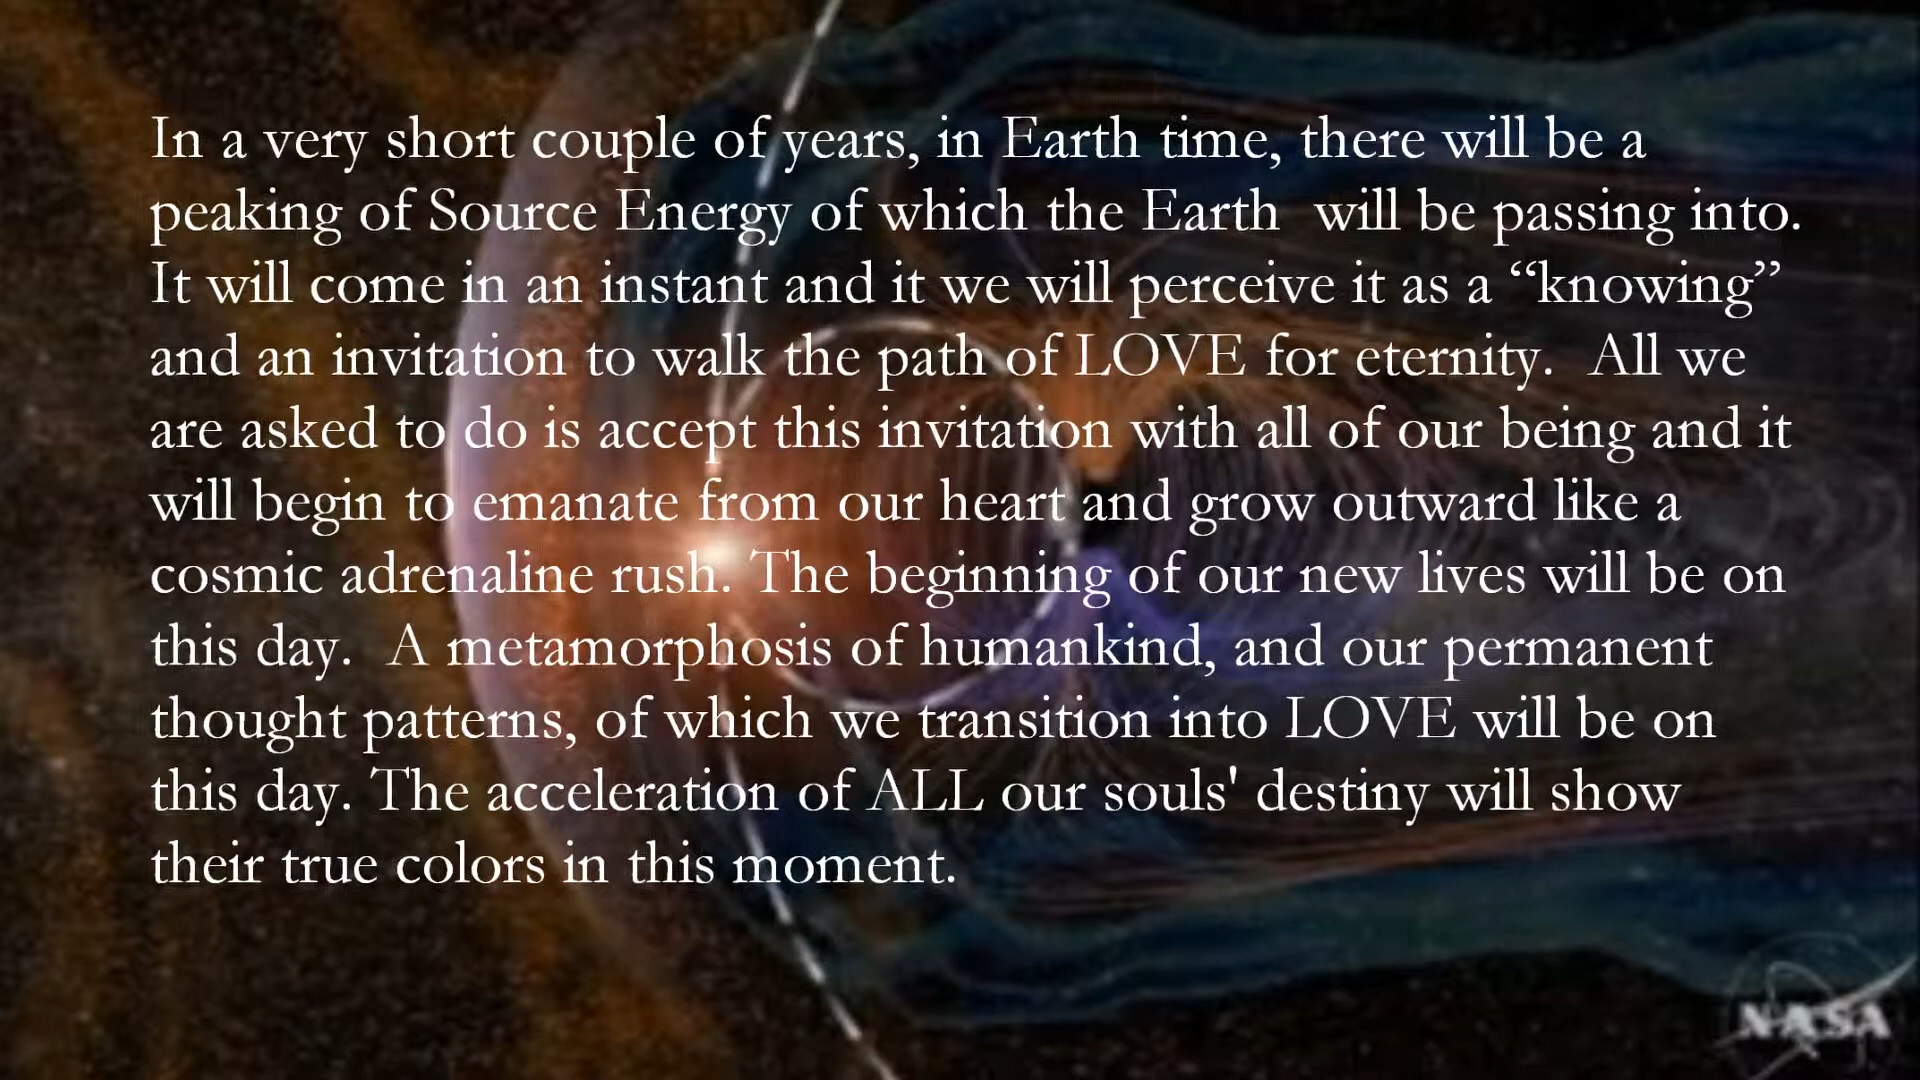 In a very short couple of years, in Earth time, there will be a
peaking of Source Energy of which the Earth  will be passing into.
It will come in an instant and it we will perceive it as a “knowing”
and an invitation to walk the path of LOVE for eternity.  All we
are asked to do is accept this invitation with all of our being and it
will begin to emanate from our heart and grow outward like a
cosmic adrenaline rush. The beginning of our new lives will be on
this day.  A metamorphosis of humankind, and our permanent
thought patterns, of which we transition into LOVE will be on
this day. The acceleration of ALL our souls' destiny will show
their true colors in this moment.
NASA